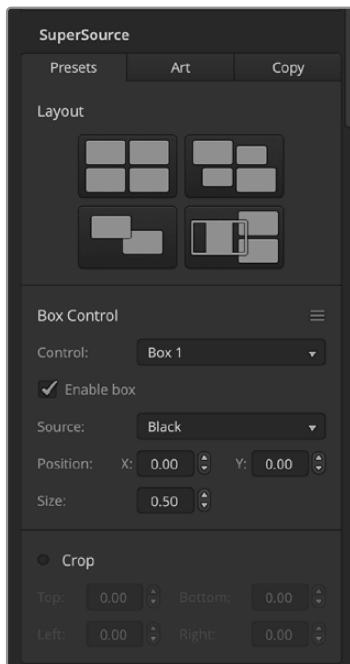 SuperSource
Presets Art Copy
Layout
Box Control
Control: Box 1
Enable box
Source: Black
Position: X: 0.00 Y: 0.00
Size: 0.50
Crop
Top: 0.00 Bottom: 0.00
Left: 0.00 Right: 0.00